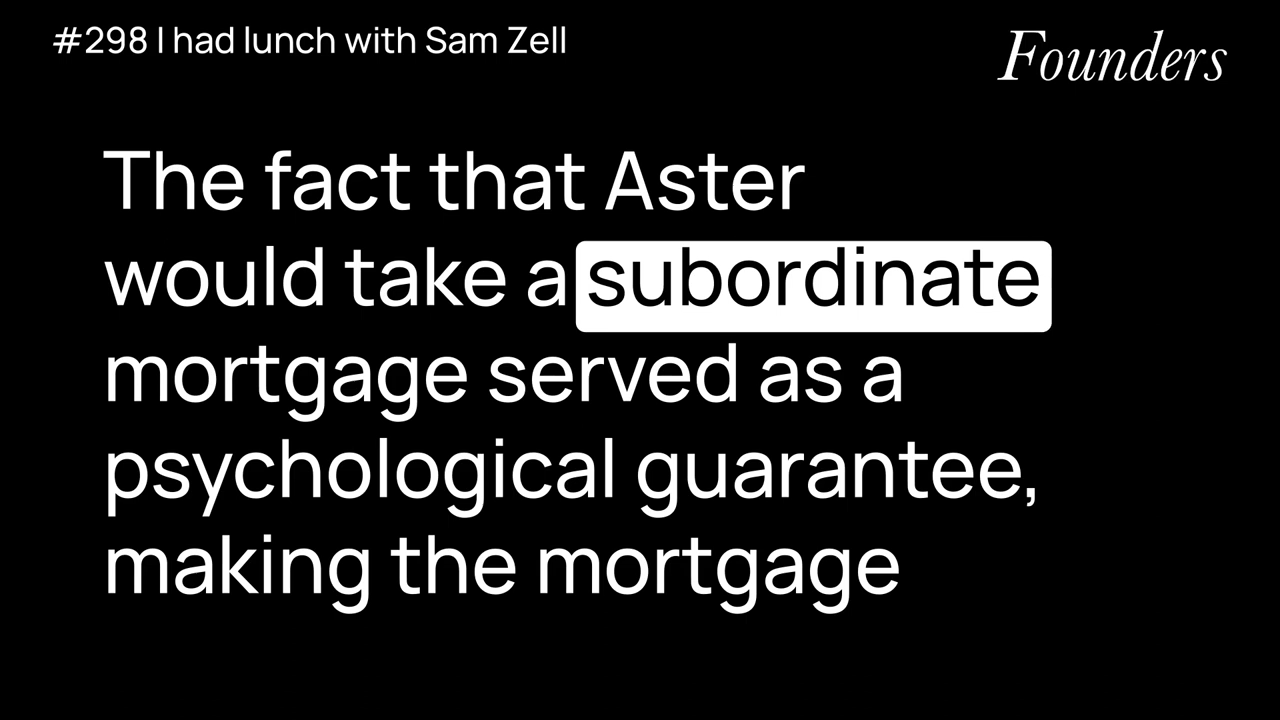 #298 I had lunch with Sam Zell
Founders
The fact that Aster
would take a subordinate
mortgage served as a
psychological guarantee,
making the mortgage